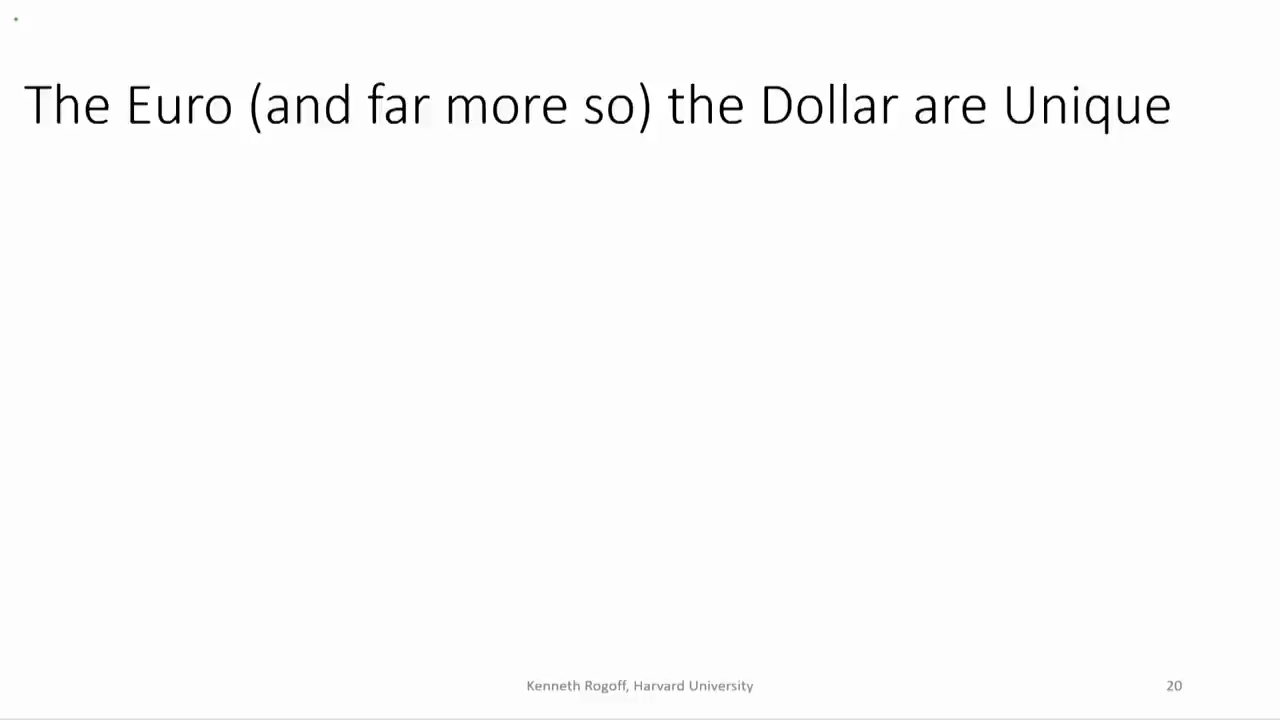 The Euro (and far more so) the Dollar are Unique
Kenneth Rogoff, Harvard University
20